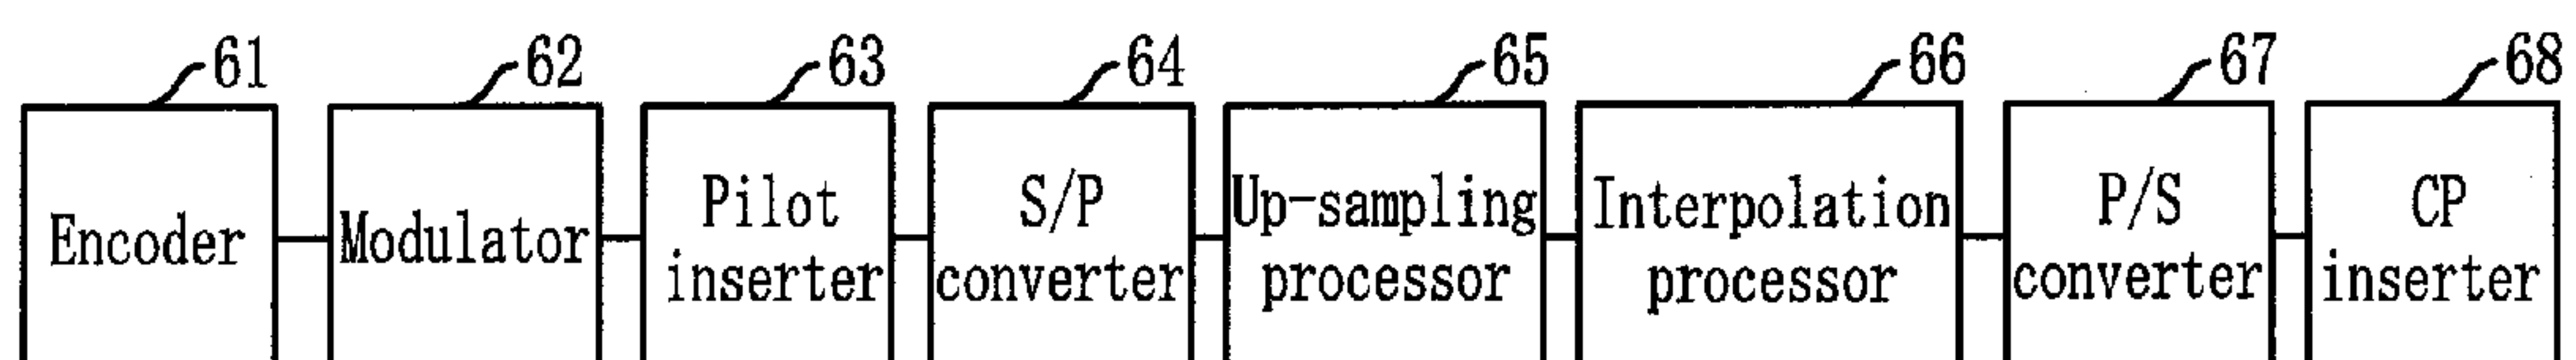 61 62 63 64 65 66 67 68
Encoder
Modulator
Pilot
inserter
S/P
converter
Up-sampling
processor
Interpolation
processor
P/S
converter
CP
inserter